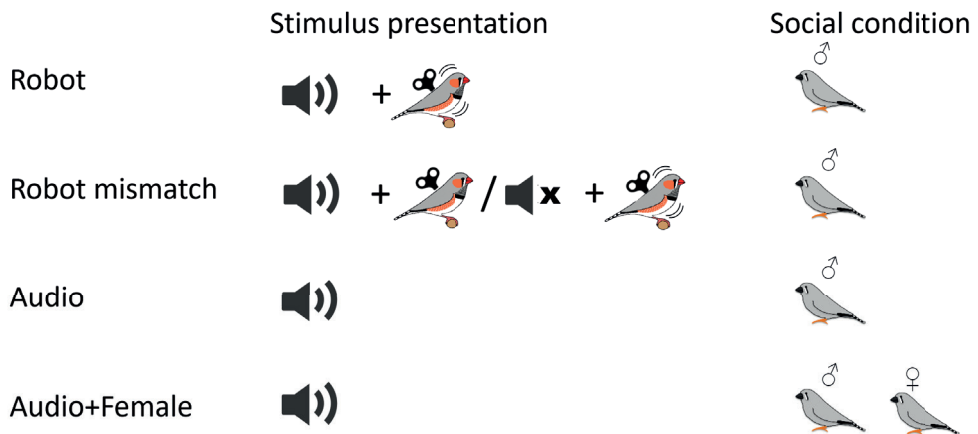 Stimulus presentation
Social condition
Robot
+
♂
Robot mismatch
+ / x +
♂
Audio
♂
Audio+Female
♂ ♀